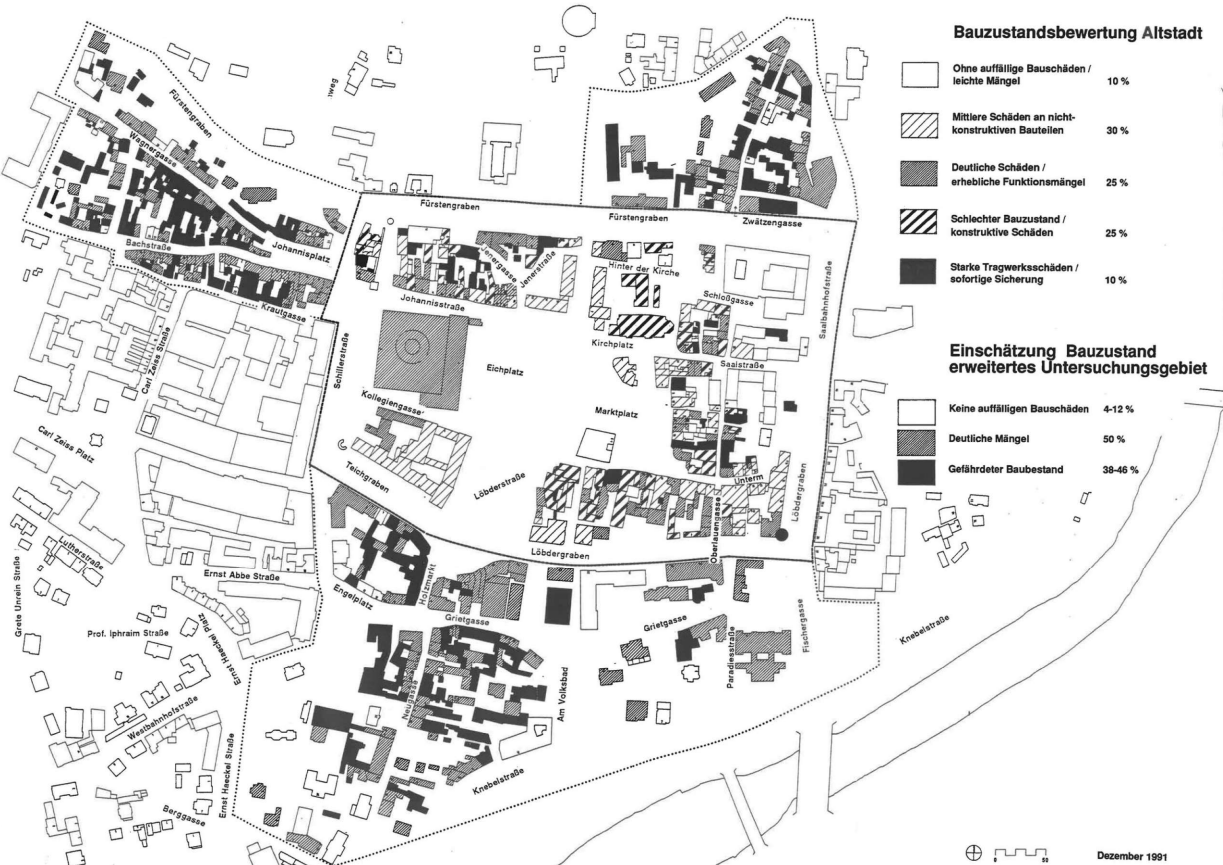 Bauzustandsbewertung Altstadt
Ohne auffällige Bauschäden /
leichte Mängel
10 %
Mittlere Schäden an nicht-
konstruktiven Bauteilen
30 %
Deutliche Schäden /
erhebliche Funktionsmängel
25 %
Schlechter Bauzustand /
konstruktive Schäden
25 %
Starke Tragwerksschäden /
sofortige Sicherung
10 %
Einschätzung Bauzustand
erweitertes Untersuchungsgebiet
Keine auffälligen Bauschäden 4-12 %
Deutliche Mängel 50 %
Gefährdeter Baubestand 38-46 %
Fürstengraben
Wagnergasse
Fürstengraben
Fürstengraben
Zwätzengasse
Bachstraße
Johannisplatz
Krautgasse
Jenergasse
Jenerstraße
Hinter der Kirche
Johannisstraße
Schloßgasse
Saalbahnhofstraße
Kirchplatz
Saalstraße
Carl Zeiss Straße
Schillerstraße
Eichplatz
Kollegiengasse
Marktplatz
Carl Zeiss Platz
Teichgraben
Löbderstraße
Unterm
Löbdergraben
Oberlauengasse
Lutherstraße
Löbdergraben
Ernst Abbe Straße
Engelplatz
Holzmarkt
Grete Unrein Straße
Grietgasse
Grietgasse
Fischergasse
Prof. Iphraim Straße
Ernst Haeckel Platz
Paradiesstraße
Knebelstraße
Neugasse
Am Volksbad
Westbahnhofstraße
Ernst Haeckel Straße
Knebelstraße
Berggasse
0 50
Dezember 1991